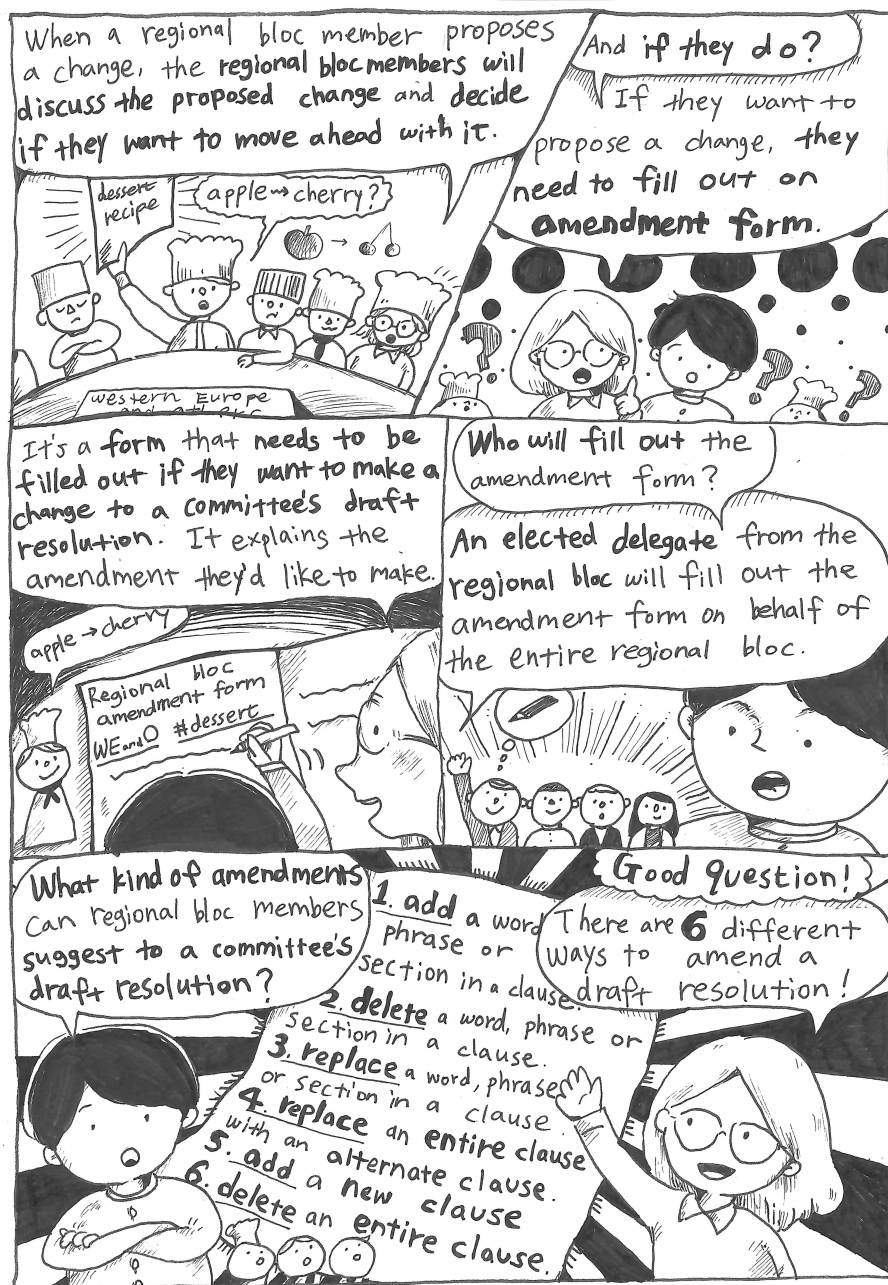 When a regional bloc member proposes
a change, the regional bloc members will
discuss the proposed change and decide
if they want to move ahead with it.
dessert
recipe
apple → cherry?
→
western Europe
And if they do?
If they want to
propose a change, they
need to fill out an
amendment form.
?
?
?
It's a form that needs to be
filled out if they want to make a
change to a committee's draft
resolution. It explains the
amendment they'd like to make.
apple → cherry
Regional bloc
amendment form
WE and O #dessert
Who will fill out the
amendment form?
An elected delegate from the
regional bloc will fill out the
amendment form on behalf of
the entire regional bloc.
What kind of amendments
can regional bloc members
suggest to a committee's
draft resolution?
Good question!
There are 6 different
ways to amend a
draft resolution!
1. add a word
phrase or
section in a clause.
2. delete a word, phrase or
section in a clause.
3. replace a word, phrase
or section in a clause.
4. replace an entire clause
with an alternate clause.
5. add a new clause
6. delete an entire clause.